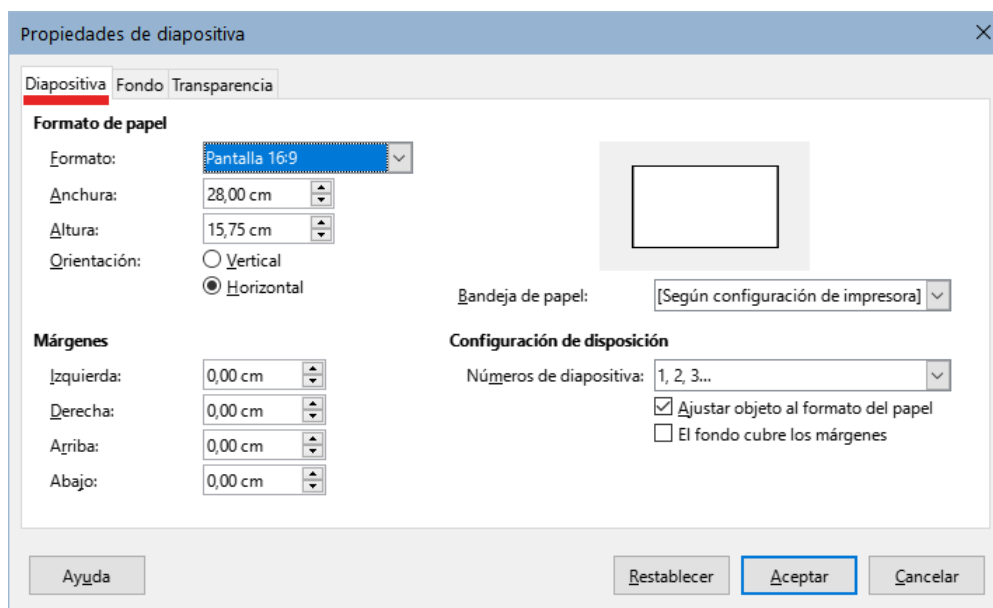 Propiedades de diapositiva
Diapositiva Fondo Transparencia
Formato de papel
Formato: Pantalla 16:9
Anchura: 28,00 cm
Altura: 15,75 cm
Orientación: Vertical
Horizontal
Bandeja de papel: [Según configuración de impresora]
Márgenes
Izquierda: 0,00 cm
Derecha: 0,00 cm
Arriba: 0,00 cm
Abajo: 0,00 cm
Configuración de disposición
Números de diapositiva: 1, 2, 3...
Ajustar objeto al formato del papel
El fondo cubre los márgenes
Ayuda Restablecer Aceptar Cancelar